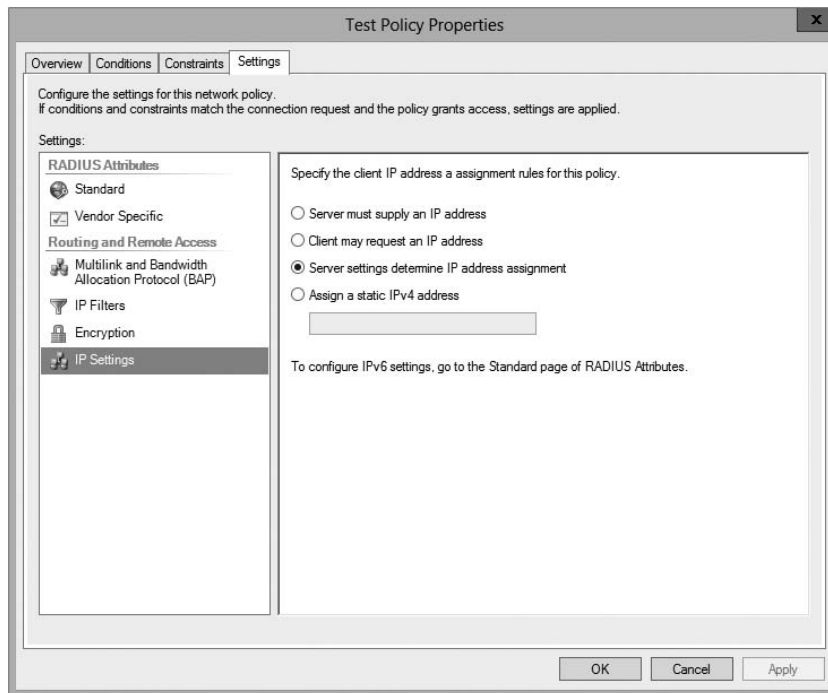 Test Policy Properties
x
Overview
Conditions
Constraints
Settings
Configure the settings for this network policy.
If conditions and constraints match the connection request and the policy grants access, settings are applied.
Settings:
RADIUS Attributes
Standard
Vendor Specific
Routing and Remote Access
Multilink and Bandwidth
Allocation Protocol (BAP)
IP Filters
Encryption
IP Settings
Specify the client IP address a assignment rules for this policy.
Server must supply an IP address
Client may request an IP address
Server settings determine IP address assignment
Assign a static IPv4 address
To configure IPv6 settings, go to the Standard page of RADIUS Attributes.
OK
Cancel
Apply